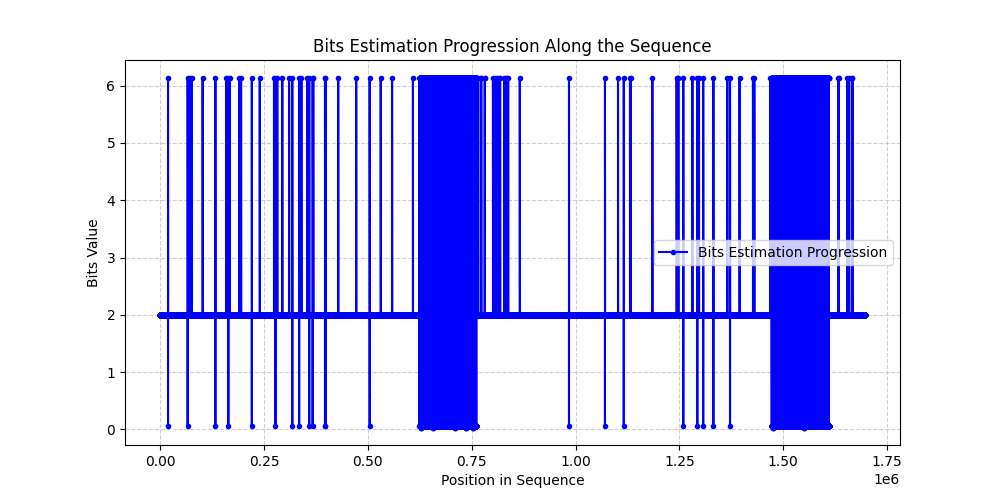 Bits Estimation Progression Along the Sequence
6
5
4
3
2
1
0
Bits Value
Bits Estimation Progression
0.00 0.25 0.50 0.75 1.00 1.25 1.50 1.75
1e6
Position in Sequence